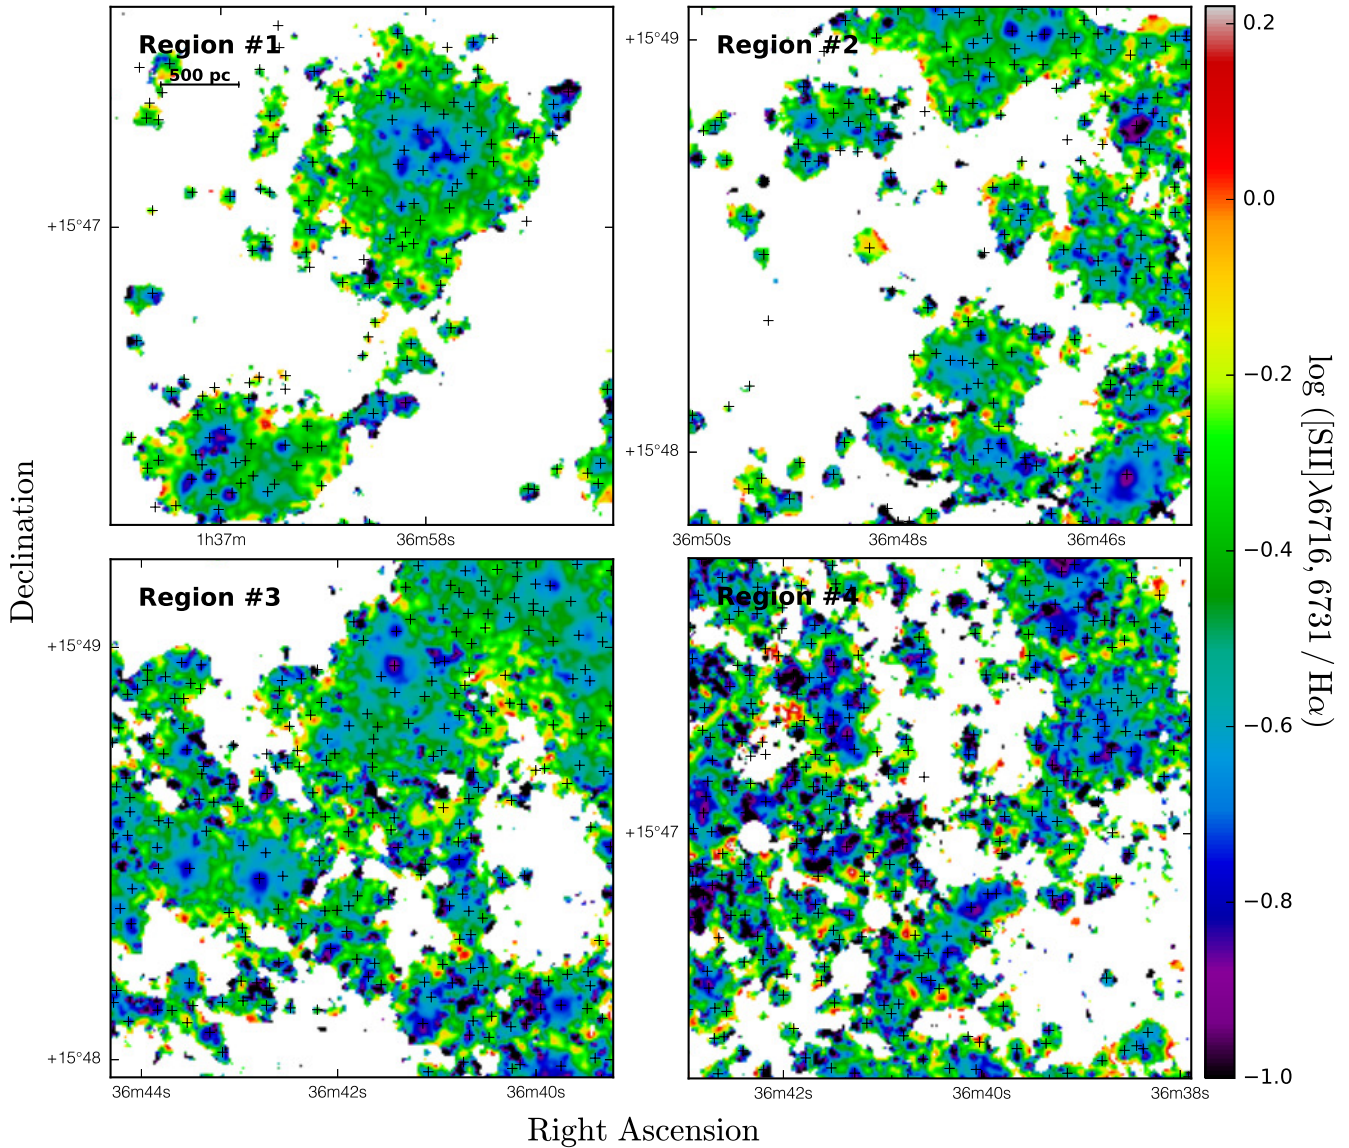 Region #1
500 pc
+15°47
1h37m
36m58s
Region #2
+15°49
+15°48
36m50s
36m48s
36m46s
Region #3
+15°49
+15°48
36m44s
36m42s
36m40s
Region #4
+15°47
36m42s
36m40s
36m38s
Declination
Right Ascension
0.2
0.0
−0.2
−0.4
−0.6
−0.8
−1.0
log ([SII]λ6716, 6731 / Hα)